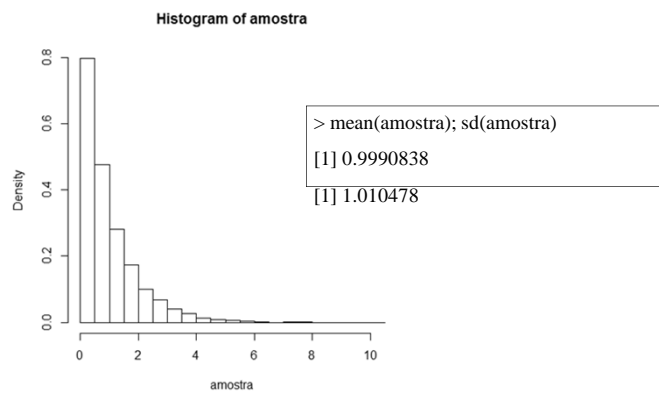 Histogram of amostra
0.8
0.6
0.4
0.2
0.0
Density
0 2 4 6 8 10
amostra
> mean(amostra); sd(amostra)
[1] 0.9990838
[1] 1.010478